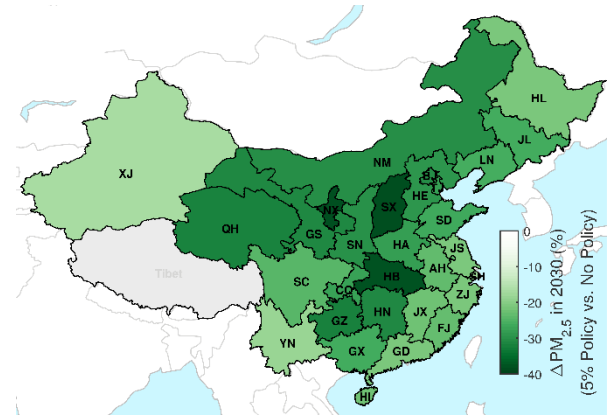 HL
JL
LN
NM
XJ
BJ
TJ
HE
NX
SX
SD
QH
GS
SN
HA
JS
Tibet
SC
CQ
HB
AH
SH
ZJ
GZ
HN
JX
FJ
YN
GX
GD
HI
0
-10
-20
-30
-40
ΔPM2.5 in 2030 (%)
(5% Policy vs. No Policy)